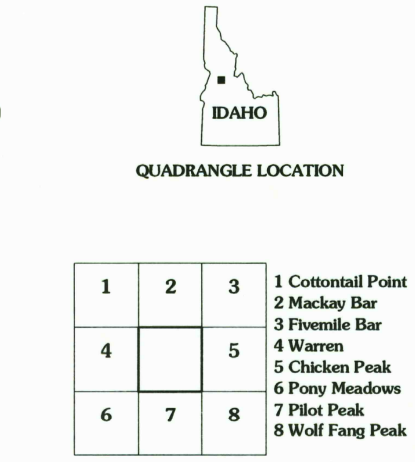 IDAHO
QUADRANGLE LOCATION
1 2 3
4 5
6 7 8
1 Cottontail Point
2 Mackay Bar
3 Fivemile Bar
4 Warren
5 Chicken Peak
6 Pony Meadows
7 Pilot Peak
8 Wolf Fang Peak